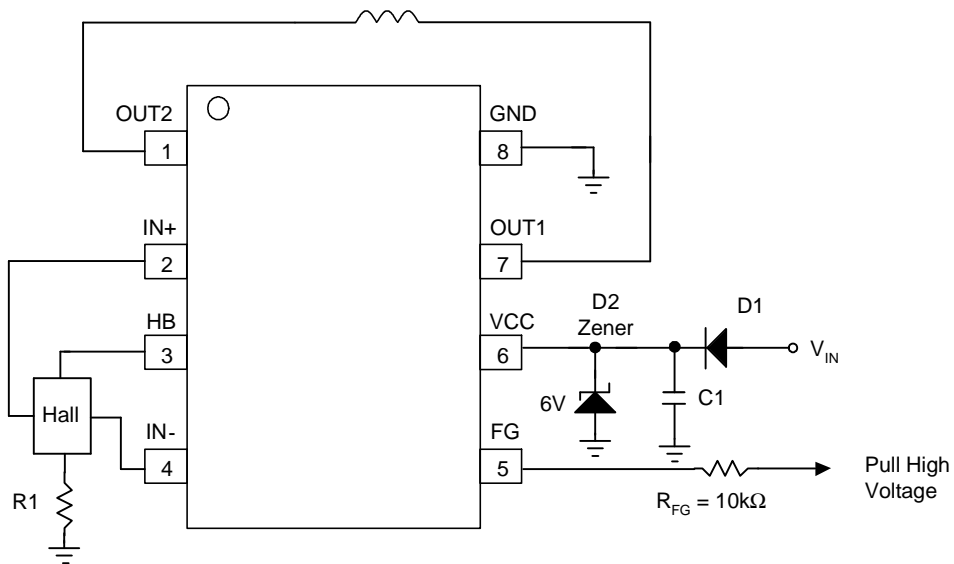 OUT2
1
GND
8
IN+
2
OUT1
7
HB
3
VCC
6
D2
Zener
D1
V_IN
Hall
6V
C1
IN-
4
FG
5
R1
R_FG = 10kΩ
Pull High
Voltage